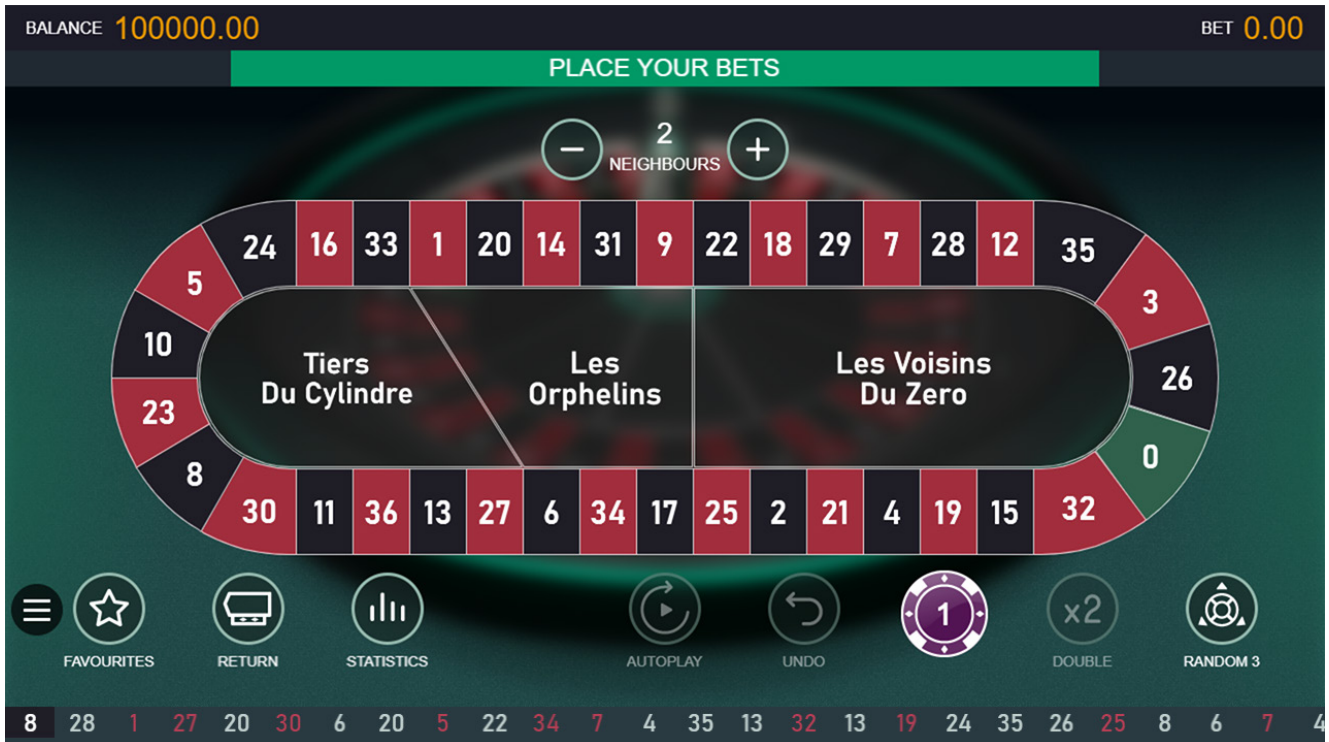 BALANCE 100000.00 BET 0.00
PLACE YOUR BETS
2
NEIGHBOURS
24 16 33 1 20 14 31 9 22 18 29 7 28 12 35
5 3
10 26
Tiers Les Les Voisins
Du Cylindre Orphelins Du Zero
23 0
8
30 11 36 13 27 6 34 17 25 2 21 4 19 15 32
1 x2
FAVOURITES RETURN STATISTICS AUTOPLAY UNDO DOUBLE RANDOM 3
8 28 1 27 20 30 6 20 5 22 34 7 4 35 13 32 13 19 24 35 26 25 8 6 7 4